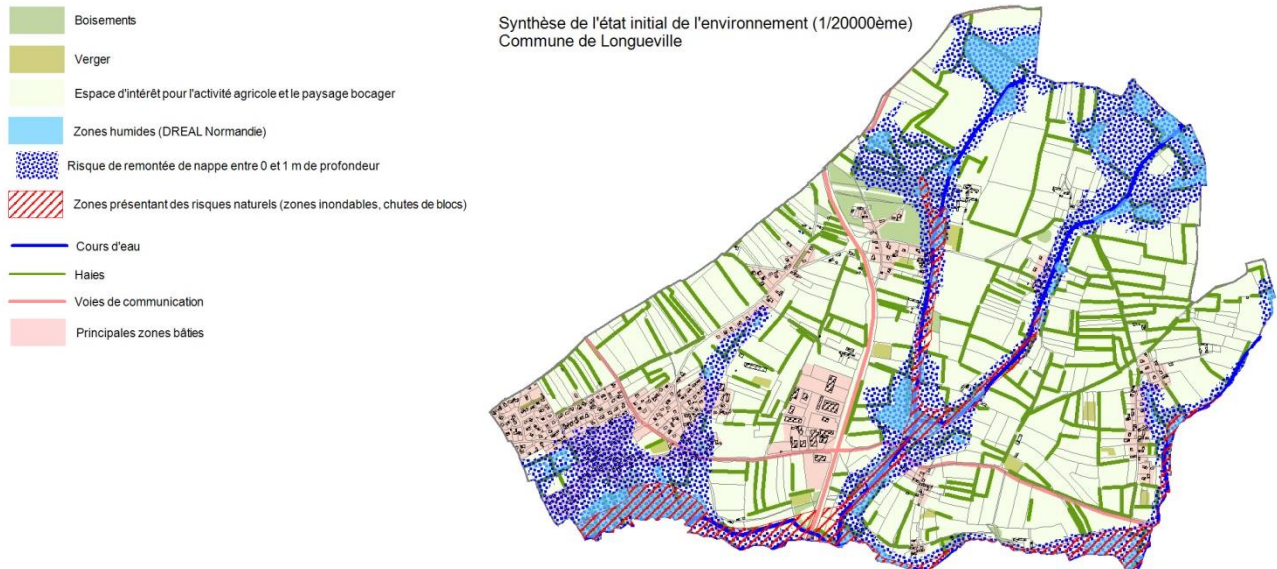 Synthèse de l'état initial de l'environnement (1/20000ème)
Commune de Longueville
Boisements
Verger
Espace d'intérêt pour l'activité agricole et le paysage bocager
Zones humides (DREAL Normandie)
Risque de remontée de nappe entre 0 et 1 m de profondeur
Zones présentant des risques naturels (zones inondables, chutes de blocs)
Cours d'eau
Haies
Voies de communication
Principales zones bâties